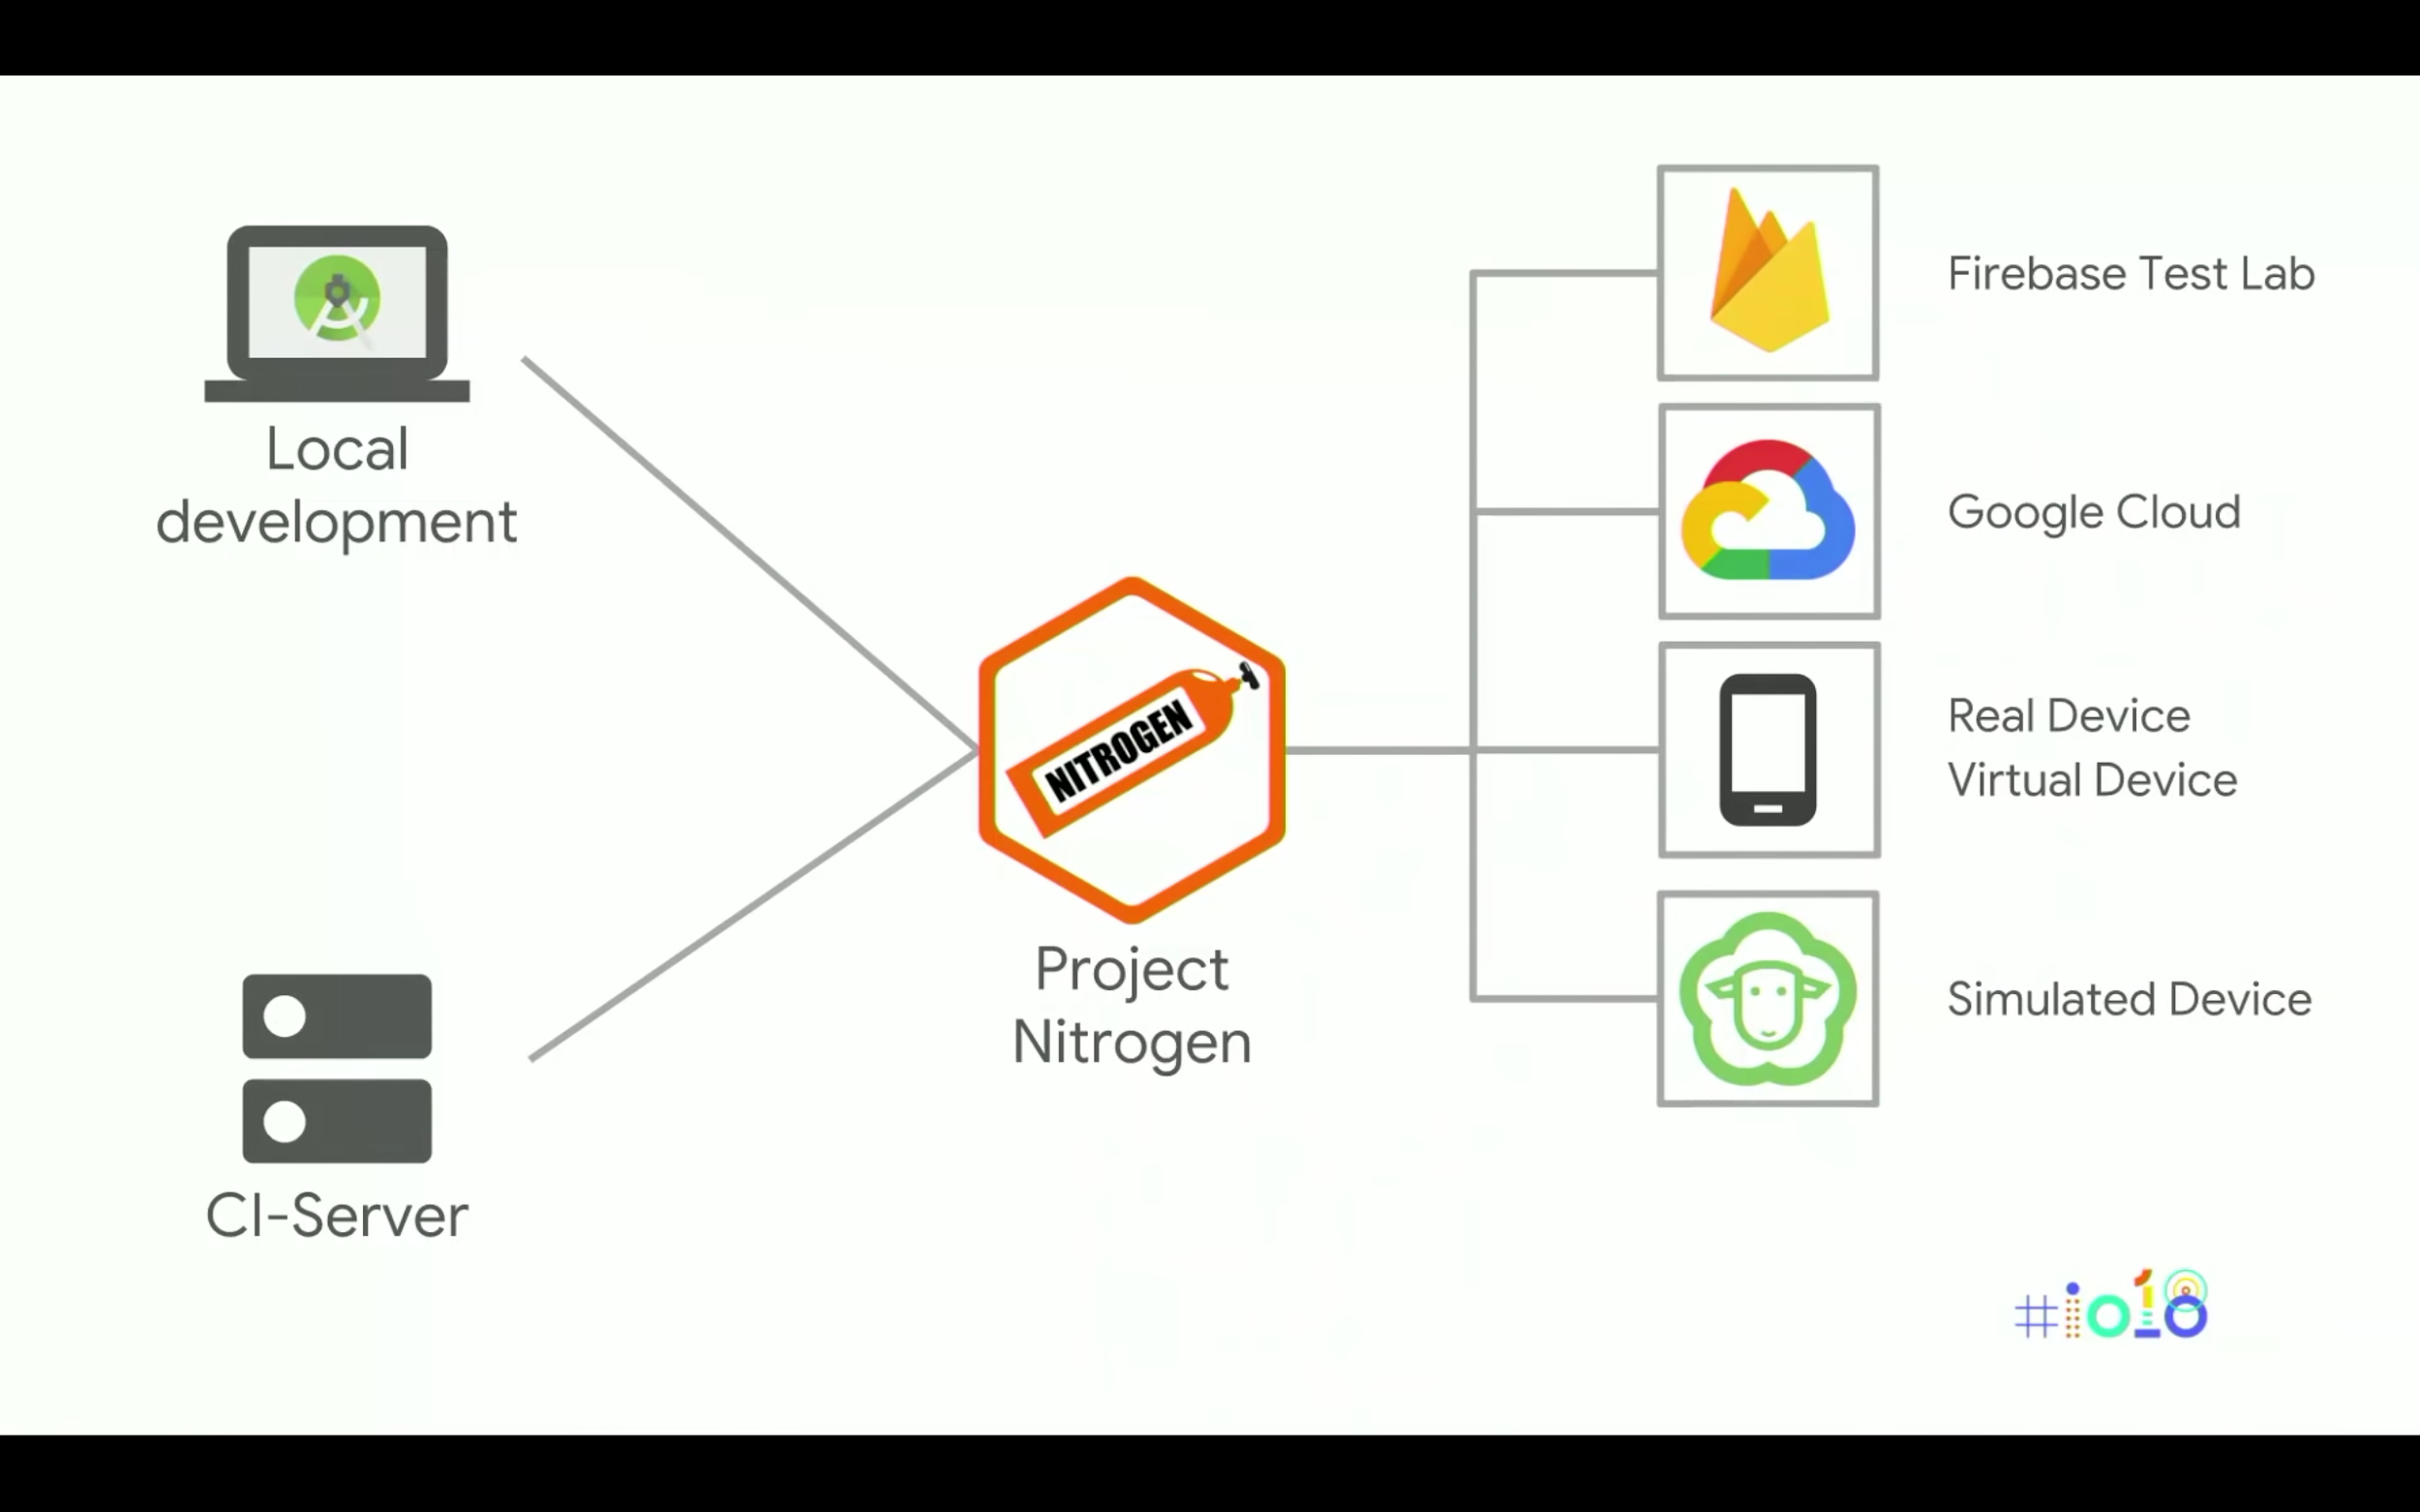 Local
development
CI-Server
NITROGEN
Project
Nitrogen
Firebase Test Lab
Google Cloud
Real Device
Virtual Device
Simulated Device
#io18